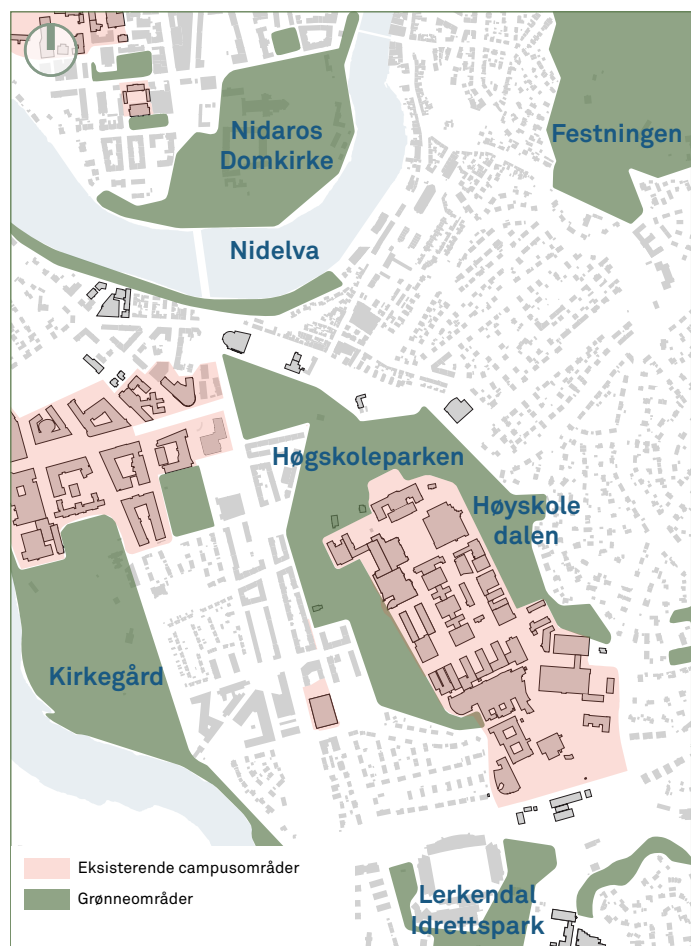 Nidaros
Domkirke
Festningen
Nidelva
Høgskoleparken
Høyskole
dalen
Kirkegård
Eksisterende campusområder
Grønneområder
Lerkendal
Idrettspark